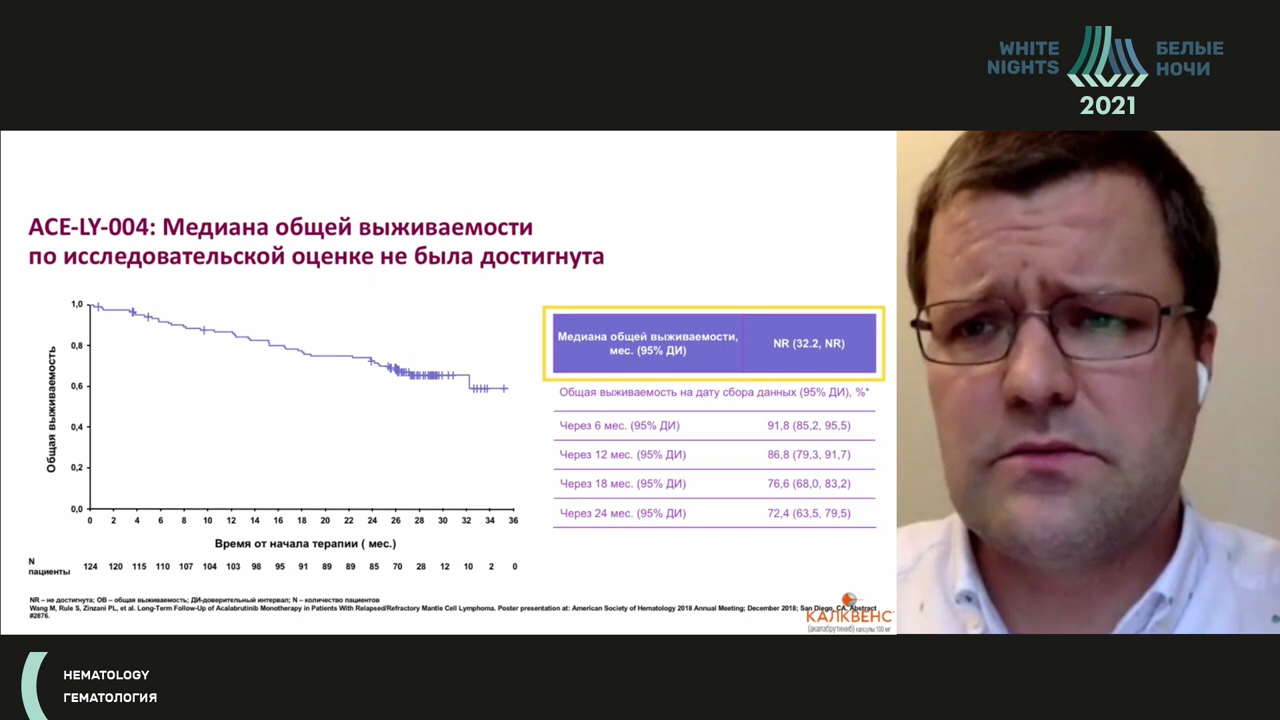 WHITE
NIGHTS
БЕЛЫЕ
НОЧИ
2021
ACE-LY-004: Медиана общей выживаемости
по исследовательской оценке не была достигнута
Общая выживаемость
1,0
0,8
0,6
0,4
0,2
0,0
0 2 4 6 8 10 12 14 16 18 20 22 24 26 28 30 32 34 36
Время от начала терапии ( мес.)
N
пациенты
124 120 115 110 107 104 103 98 95 91 89 89 85 70 28 12 10 2 0
Медиана общей выживаемости,
мес. (95% ДИ)
NR (32.2, NR)
Общая выживаемость на дату сбора данных (95% ДИ), %*
Через 6 мес. (95% ДИ) 91,8 (85,2, 95,5)
Через 12 мес. (95% ДИ) 86,8 (79,3, 91,7)
Через 18 мес. (95% ДИ) 76,6 (68,0, 83,2)
Через 24 мес. (95% ДИ) 72,4 (63,5, 79,5)
NR – не достигнута; ОВ – общая выживаемость; ДИ-доверительный интервал; N – количество пациентов
Wang M, Rule S, Zinzani PL, et al. Long-Term Follow-Up of Acalabrutinib Monotherapy in Patients With Relapsed/Refractory Mantle Cell Lymphoma. Poster presentation at: American Society of Hematology 2018 Annual Meeting; December 2018; San Diego, CA. Abstract
#2876.
КАЛКВЕНС
(акалабрутиниб) капсулы 100 мг
HEMATOLOGY
ГЕМАТОЛОГИЯ